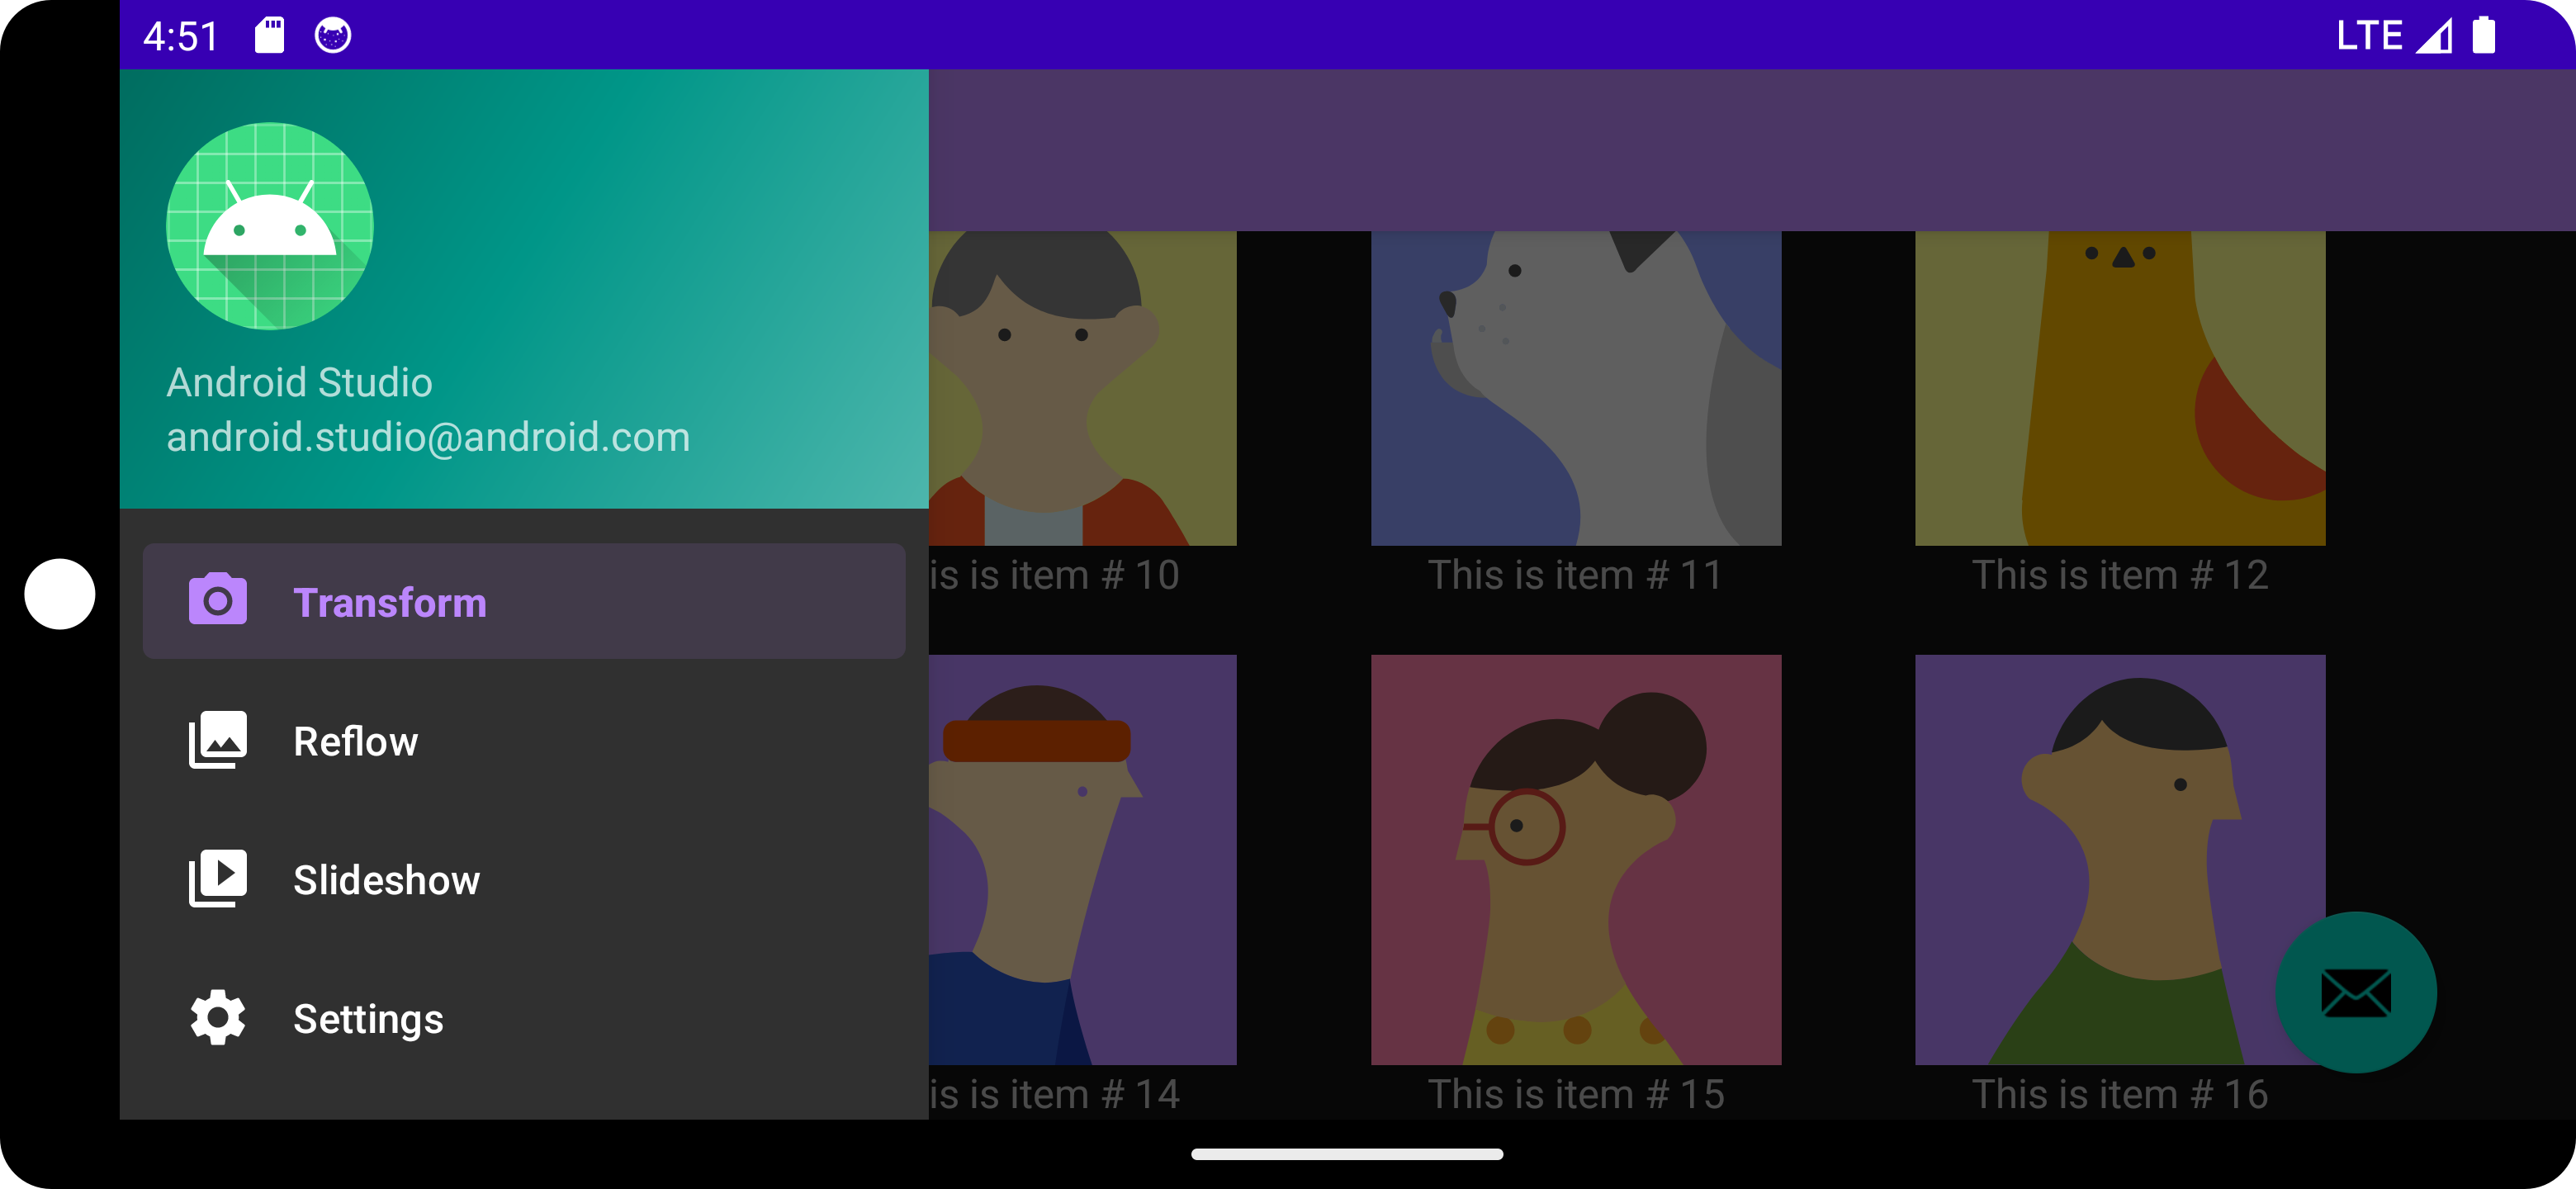 4:51
LTE
Android Studio
android.studio@android.com
Transform
Reflow
Slideshow
Settings
is is item # 10
This is item # 11
This is item # 12
is is item # 14
This is item # 15
This is item # 16